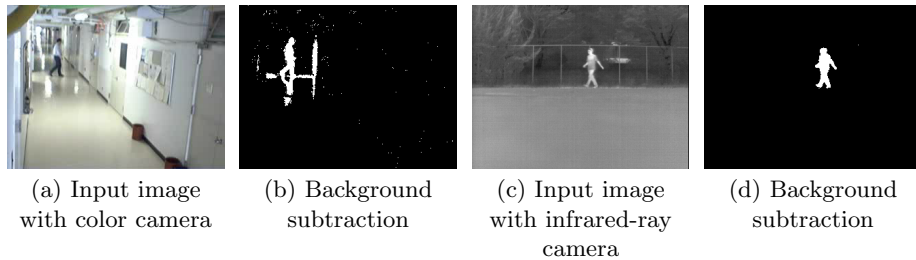 (a) Input image
with color camera
(b) Background
subtraction
(c) Input image
with infrared-ray
camera
(d) Background
subtraction